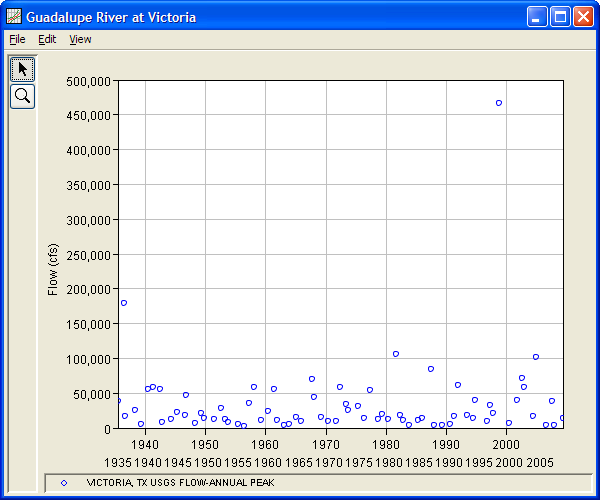 Guadalupe River at Victoria
File Edit View
500,000
450,000
400,000
350,000
300,000
250,000
200,000
150,000
100,000
50,000
0
Flow (cfs)
1940 1950 1960 1970 1980 1990 2000
1935 1940 1945 1950 1955 1960 1965 1970 1975 1980 1985 1990 1995 2000 2005
VICTORIA, TX USGS FLOW-ANNUAL PEAK